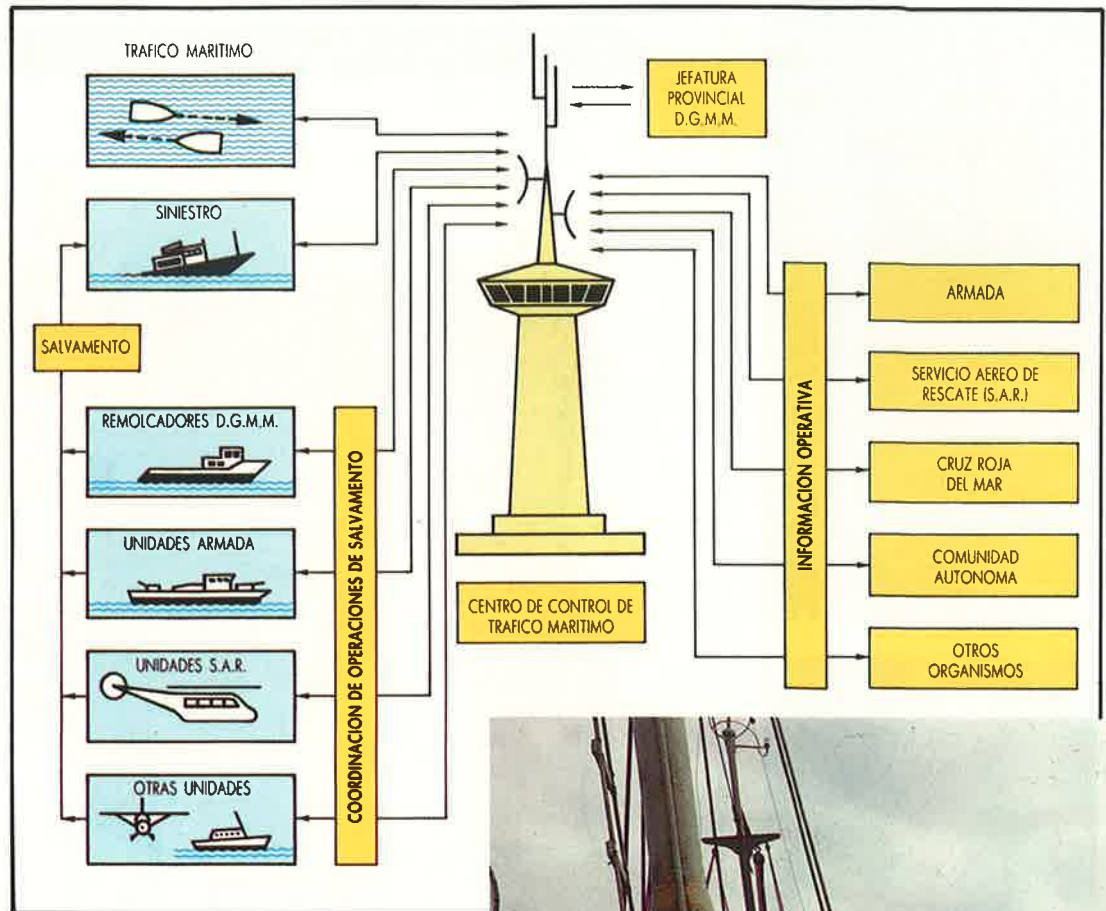 TRAFICO MARITIMO
JEFATURA
PROVINCIAL
D.G.M.M.
SINIESTRO
SALVAMENTO
REMOLCADORES D.G.M.M.
UNIDADES ARMADA
UNIDADES S.A.R.
OTRAS UNIDADES
COORDINACION DE OPERACIONES DE SALVAMENTO
CENTRO DE CONTROL DE
TRAFICO MARITIMO
INFORMACION OPERATIVA
ARMADA
SERVICIO AEREO DE
RESCATE (S.A.R.)
CRUZ ROJA
DEL MAR
COMUNIDAD
AUTONOMA
OTROS
ORGANISMOS